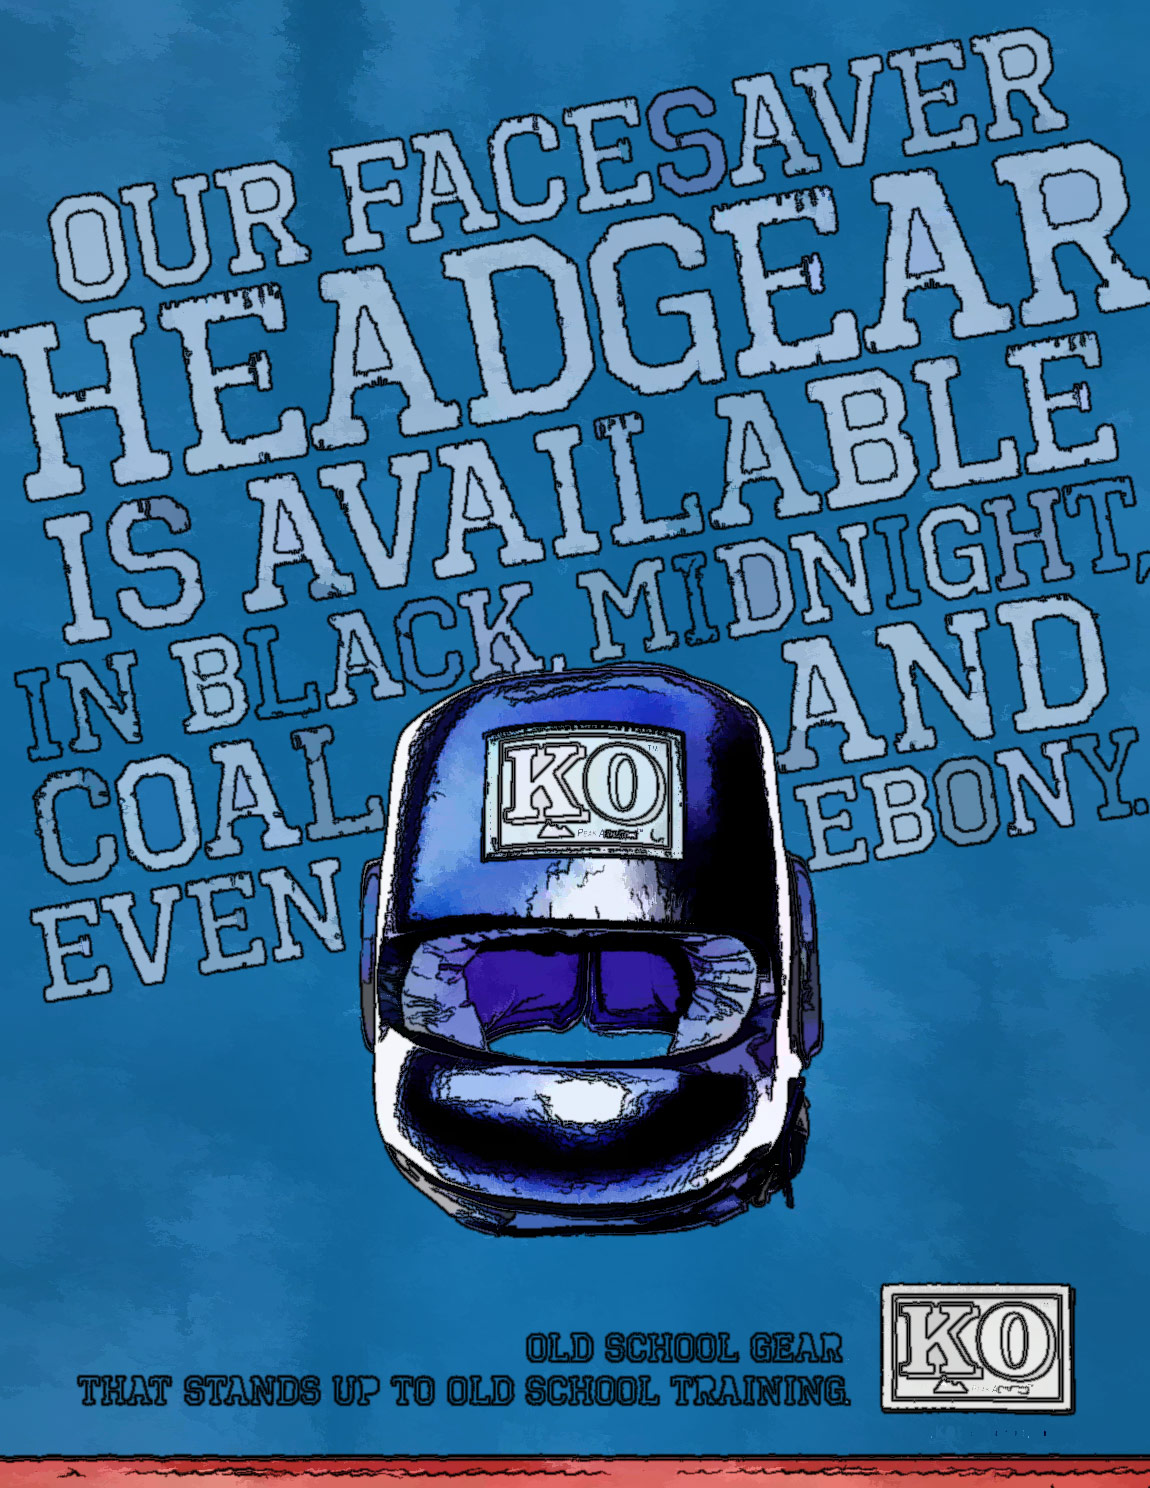 OUR FACESAVER
HEADGEAR
IS AVAILABLE
IN BLACK, MIDNIGHT,
COAL AND
EVEN EBONY.
KO
OLD SCHOOL GEAR
THAT STANDS UP TO OLD SCHOOL TRAINING.
KO